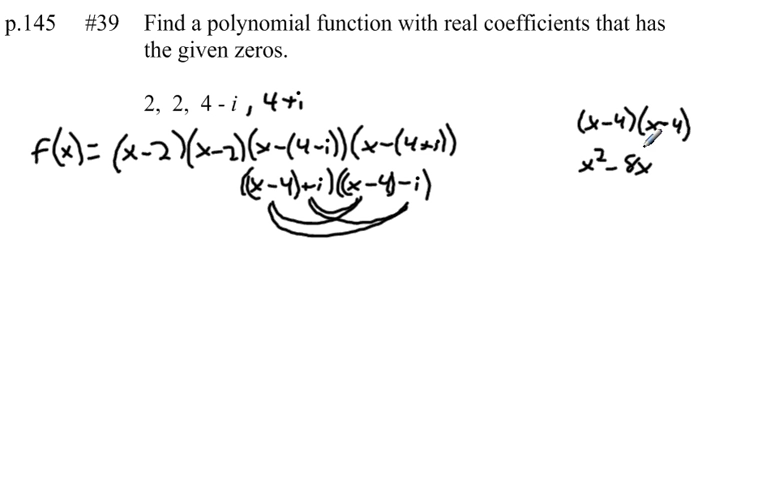 p.145 #39 Find a polynomial function with real coefficients that has
the given zeros.
2, 2, 4 - i, 4+i
f(x) = (x-2)(x-2)(x-(4-i))(x-(4+i))
((x-4)+i)((x-4)-i)
(x-4)(x-4)
x²-8x